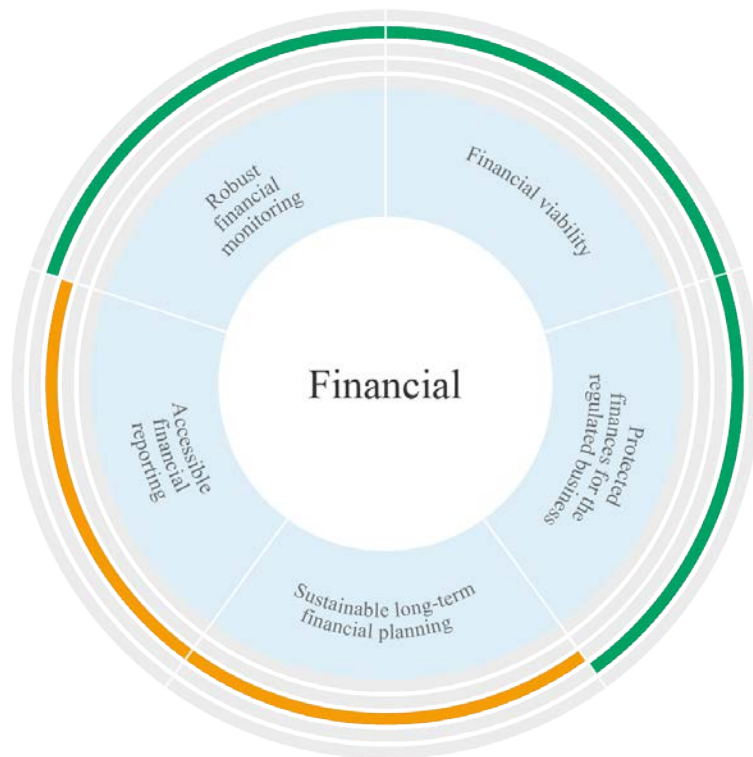 Financial
Financial viability
Protected
finances for the
regulated business
Sustainable long-term
financial planning
Accessible
financial
reporting
Robust
financial
monitoring